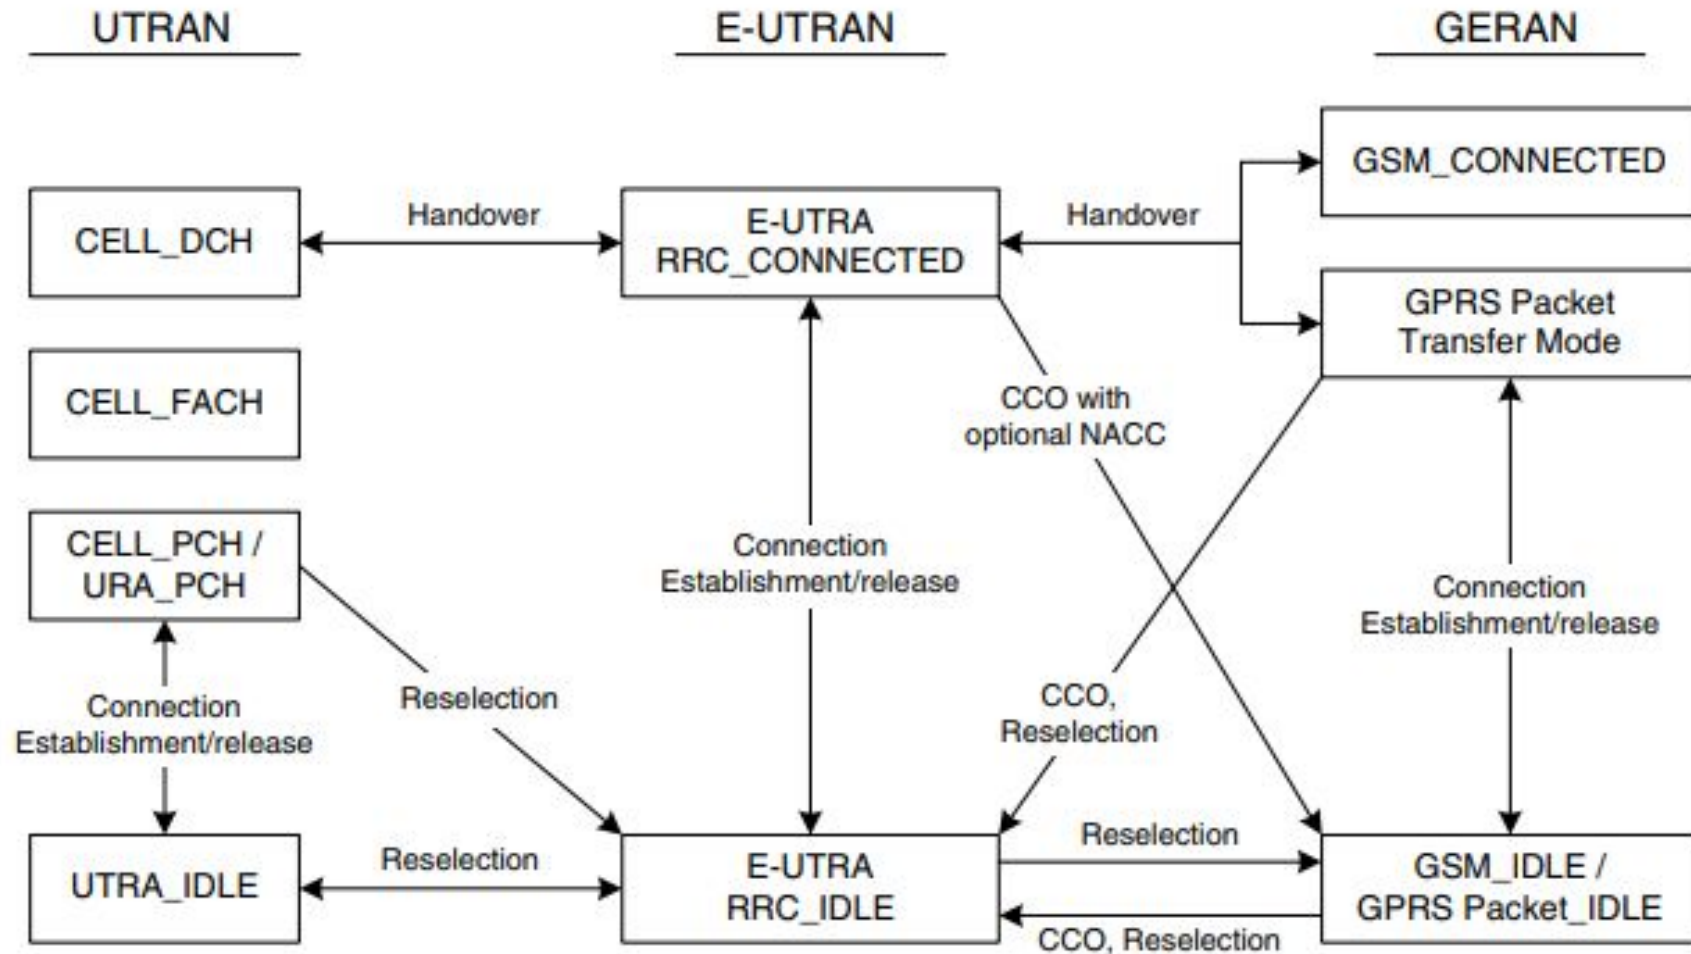 UTRAN
E-UTRAN
GERAN
GSM_CONNECTED
CELL_DCH
Handover
E-UTRA
RRC_CONNECTED
Handover
GPRS Packet
Transfer Mode
CELL_FACH
CCO with
optional NACC
CELL_PCH /
URA_PCH
Connection
Establishment/release
Connection
Establishment/release
Reselection
CCO,
Reselection
Connection
Establishment/release
UTRA_IDLE
Reselection
E-UTRA
RRC_IDLE
Reselection
CCO, Reselection
GSM_IDLE /
GPRS Packet_IDLE